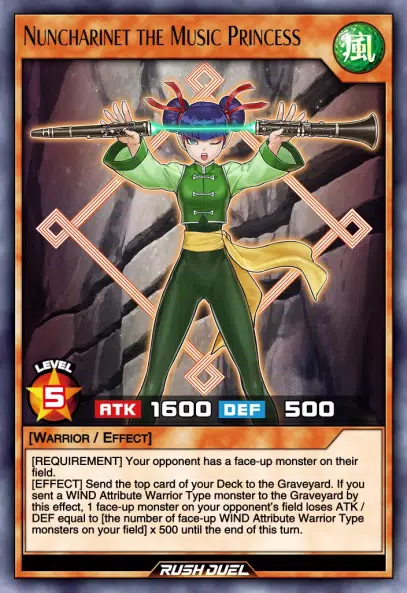 Nuncharinet the Music Princess
風
LEVEL
5
ATK 1600 DEF 500
[Warrior / Effect]
[REQUIREMENT] Your opponent has a face-up monster on their
field.
[EFFECT] Send the top card of your Deck to the Graveyard. If you
sent a WIND Attribute Warrior Type monster to the Graveyard by
this effect, 1 face-up monster on your opponent's field loses ATK /
DEF equal to [the number of face-up WIND Attribute Warrior Type
monsters on your field] x 500 until the end of this turn.
RUSH DUEL